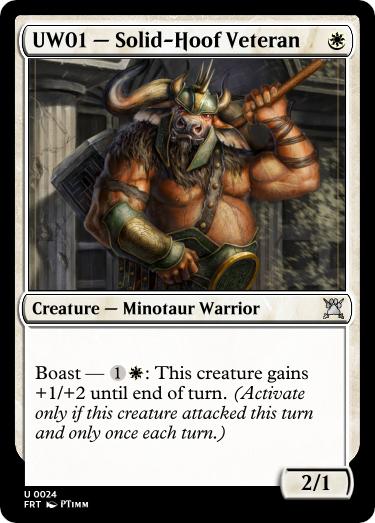 UW01 — Solid-Hoof Veteran
Creature — Minotaur Warrior
Boast — 1: This creature gains
+1/+2 until end of turn. (Activate
only if this creature attacked this turn
and only once each turn.)
2/1
U 0024
FRT PTimm